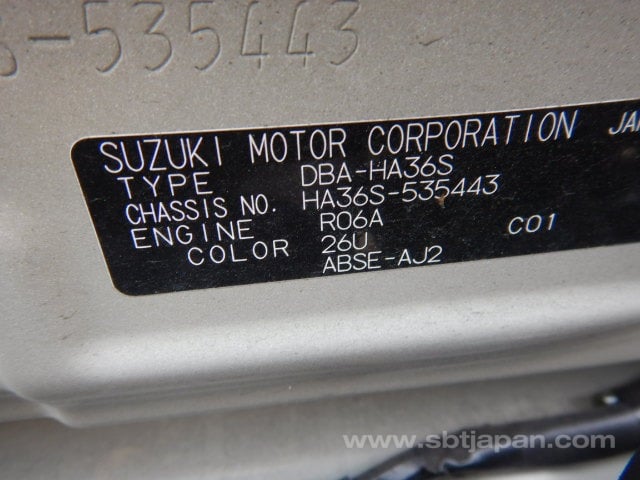 -535443
SUZUKI MOTOR CORPORATION
TYPE DBA-HA36S
CHASSIS NO. HA36S-535443
ENGINE R06A C01
COLOR 26U
ABSE-AJ2
www.sbtjapan.com